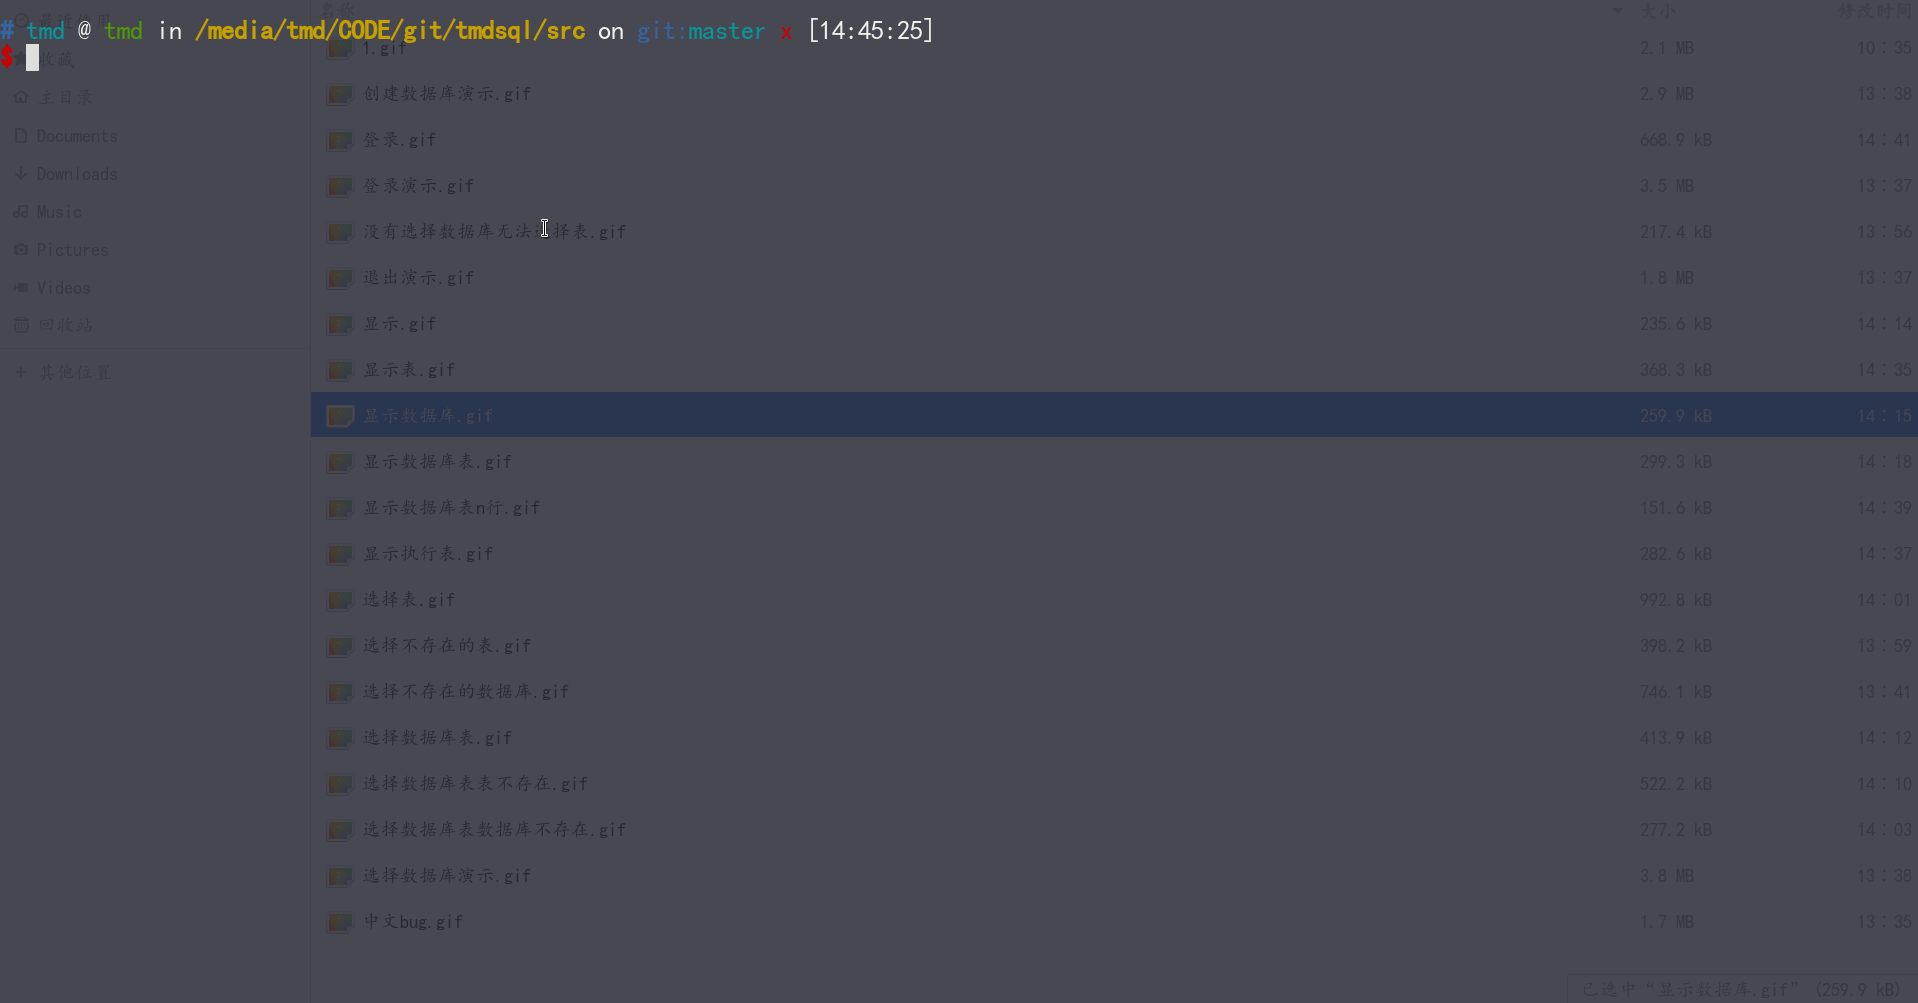 名称 大小 修改时间
# tmd @ tmd in /media/tmd/CODE/git/tmdsql/src on git:master x [14:45:25]
$
收藏
主目录
Documents
Downloads
Music
Pictures
Videos
回收站
+ 其他位置
1.gif 2.1 MB 10:35
创建数据库演示.gif 2.9 MB 13:38
登录.gif 668.9 kB 14:41
登录演示.gif 3.5 MB 13:37
没有选择数据库无法选择表.gif 217.4 kB 13:56
退出演示.gif 1.8 MB 13:37
显示.gif 235.6 kB 14:14
显示表.gif 368.3 kB 14:35
显示数据库.gif 259.9 kB 14:15
显示数据库表.gif 299.3 kB 14:18
显示数据库表n行.gif 151.6 kB 14:39
显示执行表.gif 282.6 kB 14:37
选择表.gif 992.8 kB 14:01
选择不存在的表.gif 398.2 kB 13:59
选择不存在的数据库.gif 746.1 kB 13:41
选择数据库表.gif 413.9 kB 14:12
选择数据库表表不存在.gif 522.2 kB 14:10
选择数据库表数据库不存在.gif 277.2 kB 14:03
选择数据库演示.gif 3.8 MB 13:38
中文bug.gif 1.7 MB 13:35
已选中“显示数据库.gif” (259.9 kB)